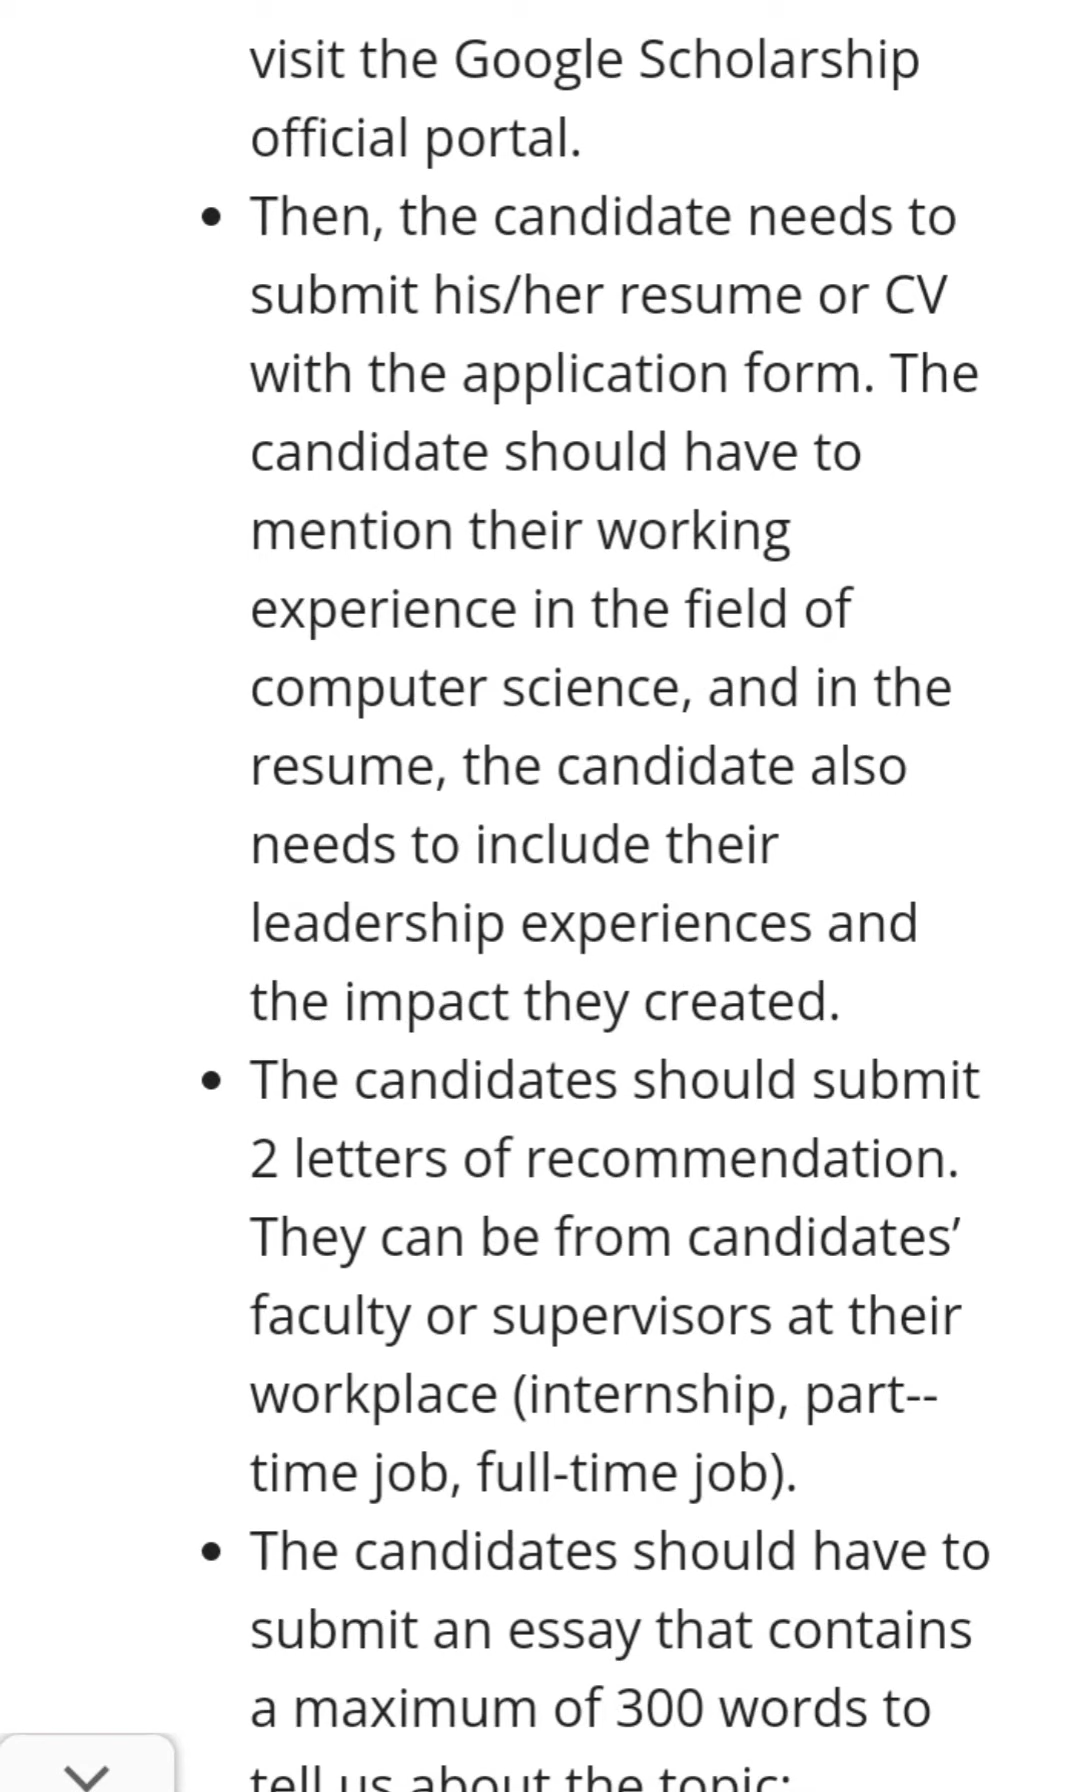 visit the Google Scholarship
official portal.
• Then, the candidate needs to
submit his/her resume or CV
with the application form. The
candidate should have to
mention their working
experience in the field of
computer science, and in the
resume, the candidate also
needs to include their
leadership experiences and
the impact they created.
• The candidates should submit
2 letters of recommendation.
They can be from candidates’
faculty or supervisors at their
workplace (internship, part--
time job, full-time job).
• The candidates should have to
submit an essay that contains
a maximum of 300 words to
tell us about the topic: